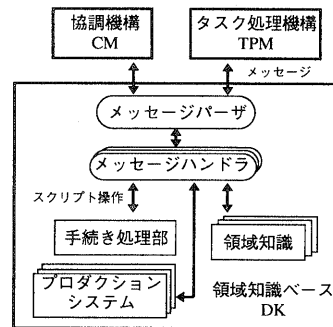 協調機構
CM
タスク処理機構
TPM
メッセージ
メッセージパーザ
メッセージハンドラ
スクリプト操作
手続き処理部
領域知識
プロダクション
システム
領域知識ベース
DK